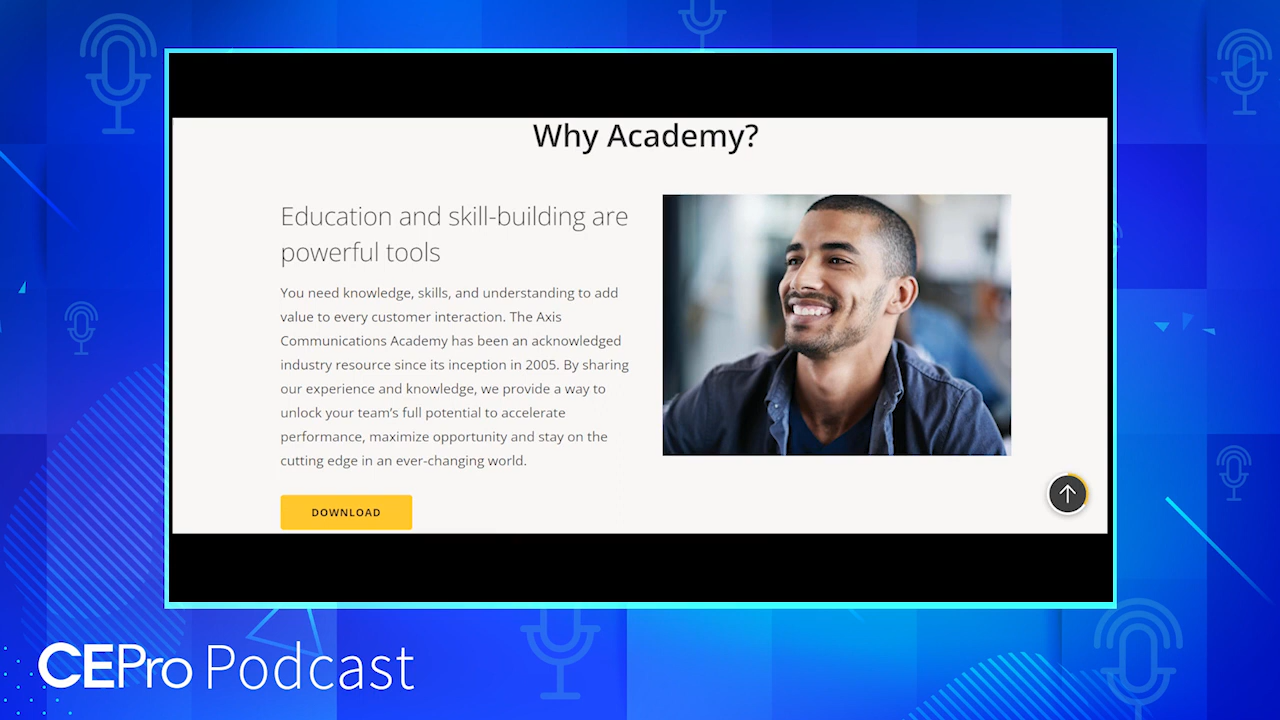 Why Academy?
Education and skill-building are
powerful tools
You need knowledge, skills, and understanding to add
value to every customer interaction. The Axis
Communications Academy has been an acknowledged
industry resource since its inception in 2005. By sharing
our experience and knowledge, we provide a way to
unlock your team’s full potential to accelerate
performance, maximize opportunity and stay on the
cutting edge in an ever-changing world.
DOWNLOAD
CEPro Podcast